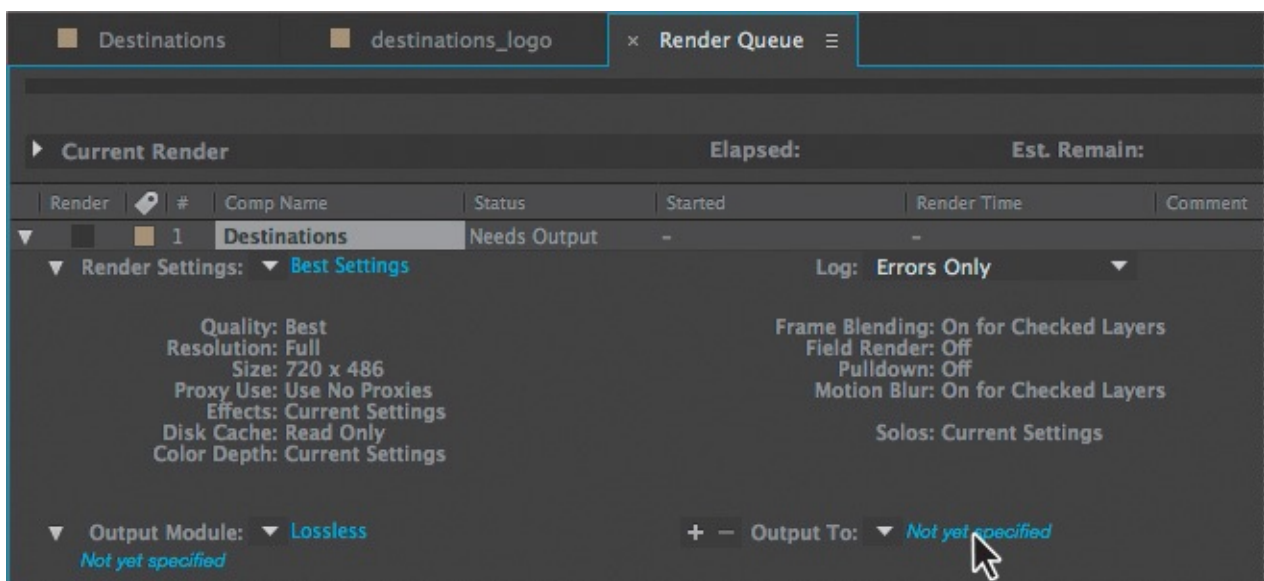 Destinations destinations_logo × Render Queue ≡
Current Render Elapsed: Est. Remain:
Render # Comp Name Status Started Render Time Comment
1 Destinations Needs Output – –
Render Settings: Best Settings Log: Errors Only
Quality: Best Frame Blending: On for Checked Layers
Resolution: Full Field Render: Off
Size: 720 x 486 Pulldown: Off
Proxy Use: Use No Proxies Motion Blur: On for Checked Layers
Effects: Current Settings
Disk Cache: Read Only Solos: Current Settings
Color Depth: Current Settings
Output Module: Lossless + – Output To: Not yet specified
Not yet specified